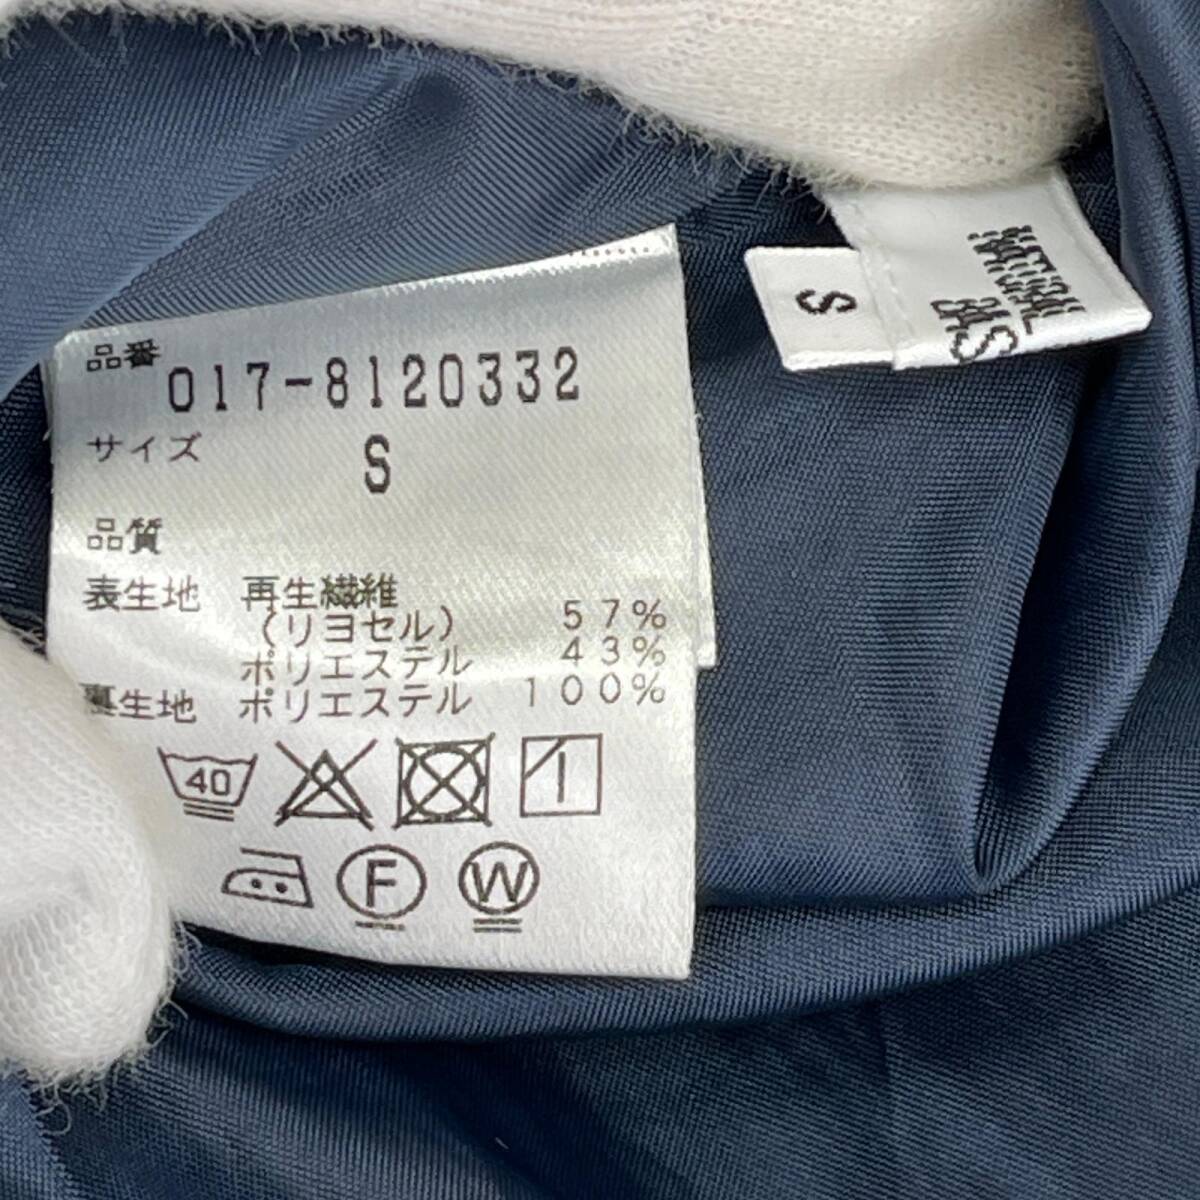 品番
017-8120332
サイズ
S
品質
表生地 再生繊維
(リヨセル) 57%
ポリエステル 43%
裏生地 ポリエステル 100%
40
F
W
S